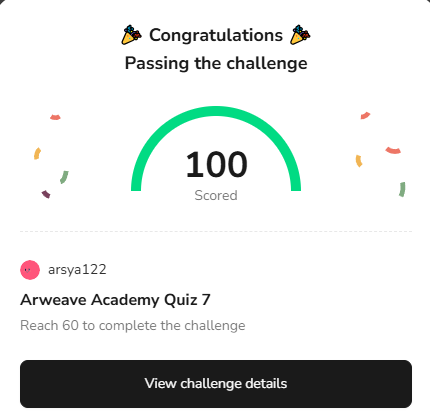 🎉 Congratulations 🎉
Passing the challenge
100
Scored
arsya122
Arweave Academy Quiz 7
Reach 60 to complete the challenge
View challenge details